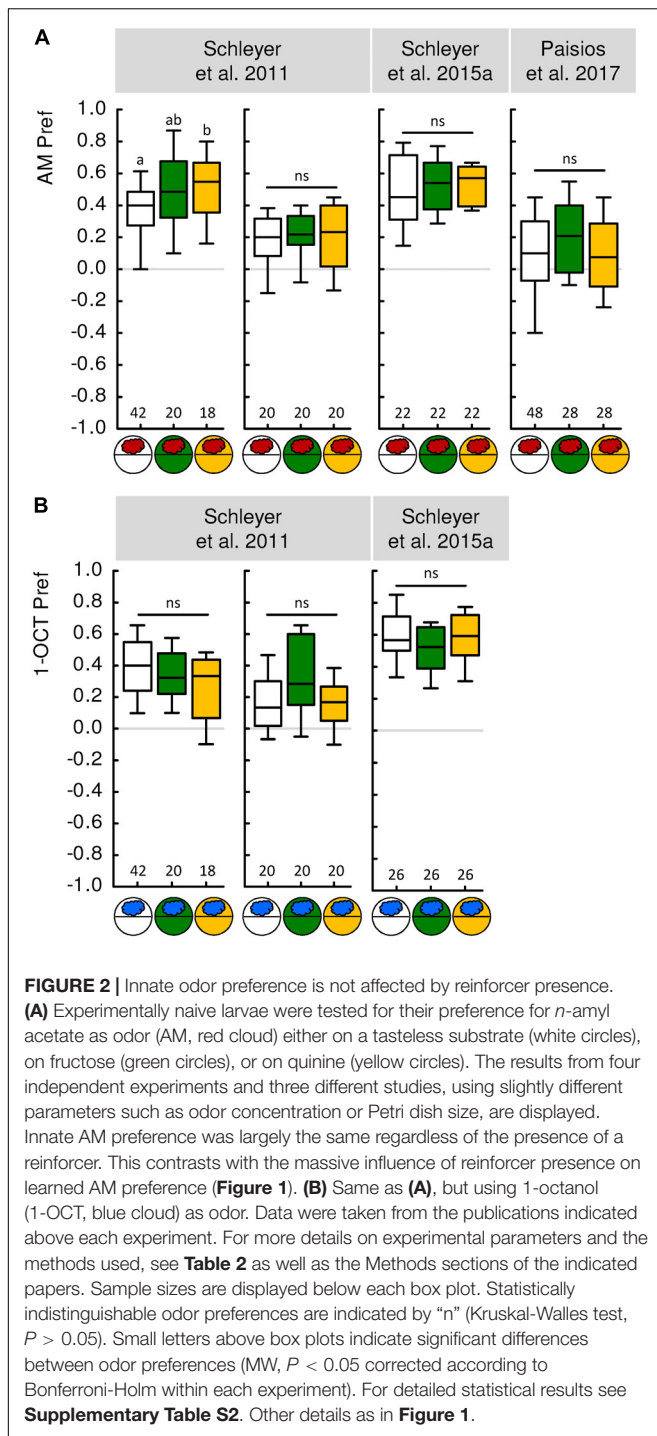 A
Schleyer et al. 2011
Schleyer et al. 2015a
Paisios et al. 2017
AM Pref
1.0
0.8
0.6
0.4
0.2
0.0
-0.2
-0.4
-0.6
-0.8
-1.0
a
ab
b
ns
ns
ns
42 20 18
20 20 20
22 22 22
48 28 28
B
Schleyer et al. 2011
Schleyer et al. 2015a
1-OCT Pref
1.0
0.8
0.6
0.4
0.2
0.0
-0.2
-0.4
-0.6
-0.8
-1.0
ns
ns
ns
42 20 18
20 20 20
26 26 26
FIGURE 2 | Innate odor preference is not affected by reinforcer presence.
(A) Experimentally naive larvae were tested for their preference for n-amyl
acetate as odor (AM, red cloud) either on a tasteless substrate (white circles),
on fructose (green circles), or on quinine (yellow circles). The results from four
independent experiments and three different studies, using slightly different
parameters such as odor concentration or Petri dish size, are displayed.
Innate AM preference was largely the same regardless of the presence of a
reinforcer. This contrasts with the massive influence of reinforcer presence on
learned AM preference (Figure 1). (B) Same as (A), but using 1-octanol
(1-OCT, blue cloud) as odor. Data were taken from the publications indicated
above each experiment. For more details on experimental parameters and the
methods used, see Table 2 as well as the Methods sections of the indicated
papers. Sample sizes are displayed below each box plot. Statistically
indistinguishable odor preferences are indicated by “n” (Kruskal-Walles test,
P > 0.05). Small letters above box plots indicate significant differences
between odor preferences (MW, P < 0.05 corrected according to
Bonferroni-Holm within each experiment). For detailed statistical results see
Supplementary Table S2. Other details as in Figure 1.